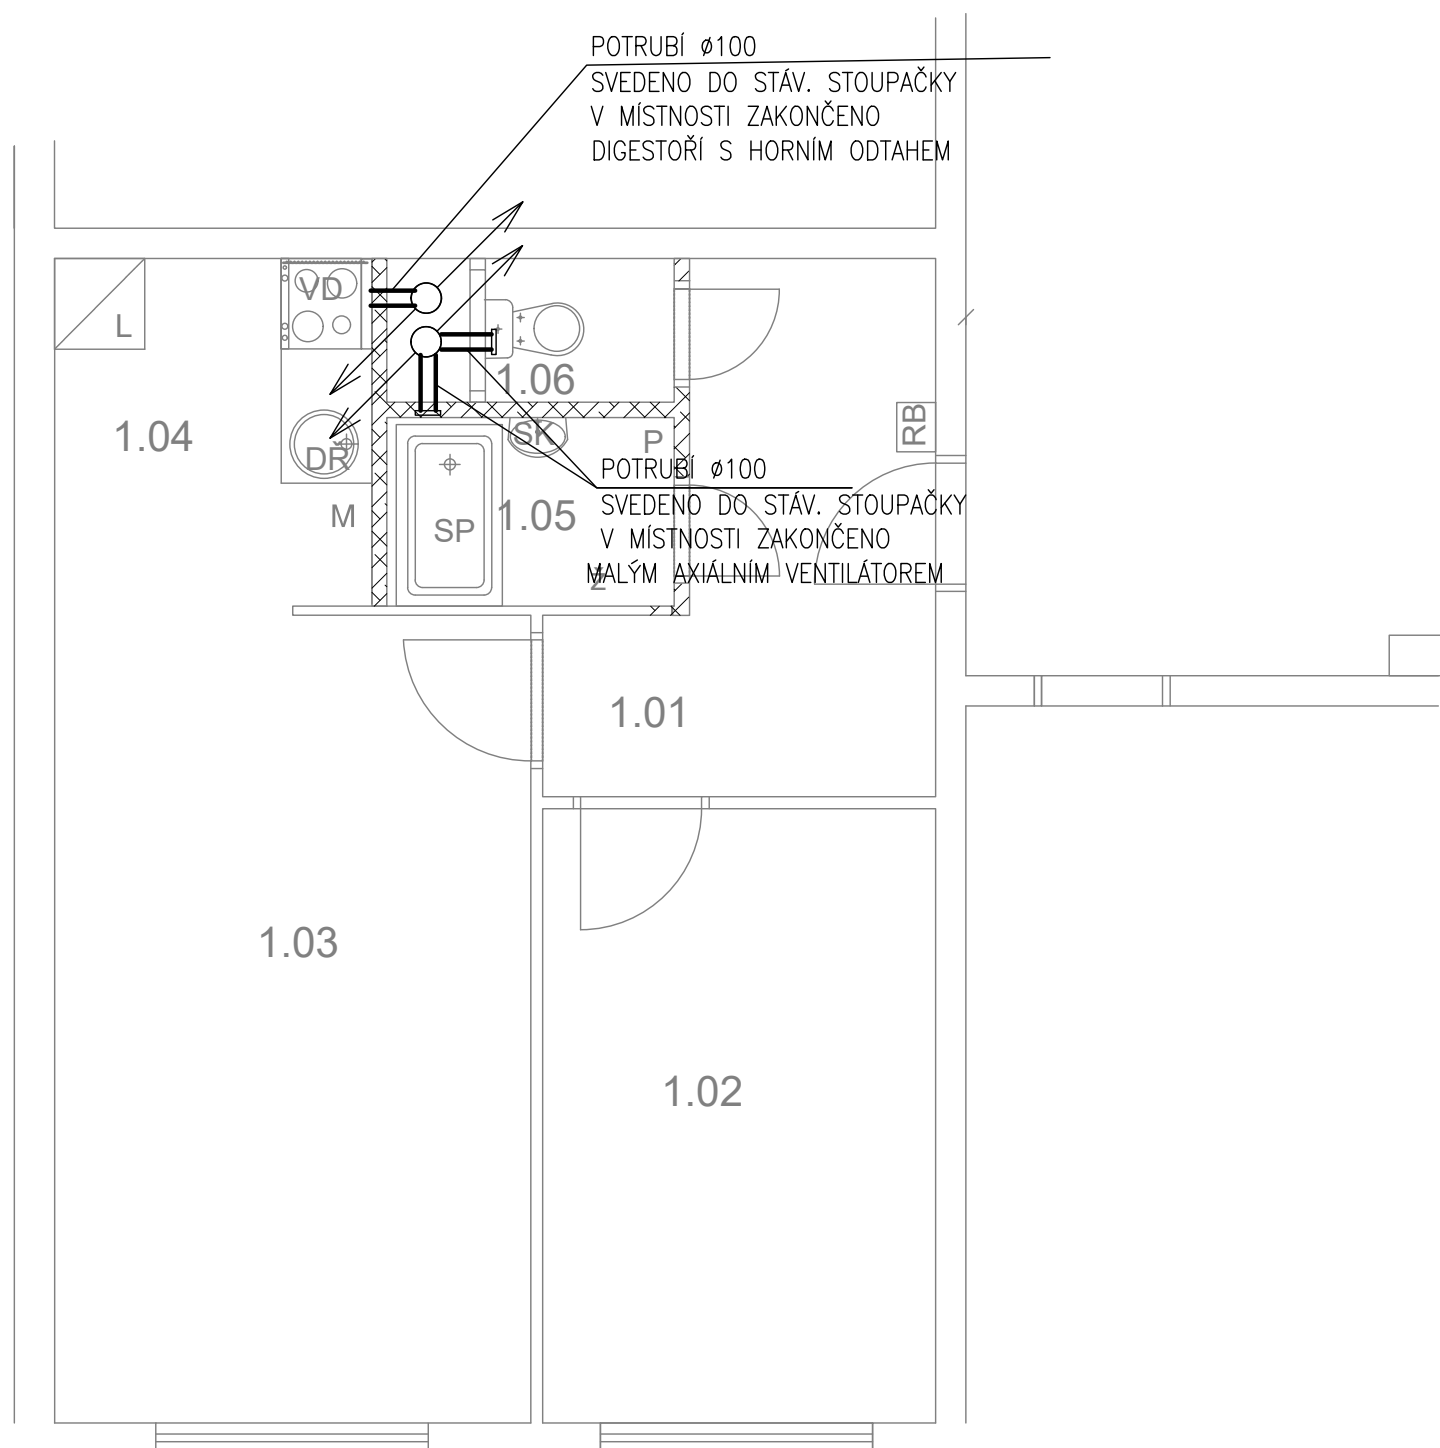 POTRUBÍ ø100
SVEDENO DO STÁV. STOUPAČKY
V MÍSTNOSTI ZAKONČENO
DIGESTOŘÍ S HORNÍM ODTAHEM
VD
L
1.06
1.04
RB
SK
P
DŘ
POTRUBÍ ø100
SVEDENO DO STÁV. STOUPAČKY
V MÍSTNOSTI ZAKONČENO
MALÝM AXIÁLNÍM VENTILÁTOREM
M
SP
1.05
Ž
1.01
1.03
1.02